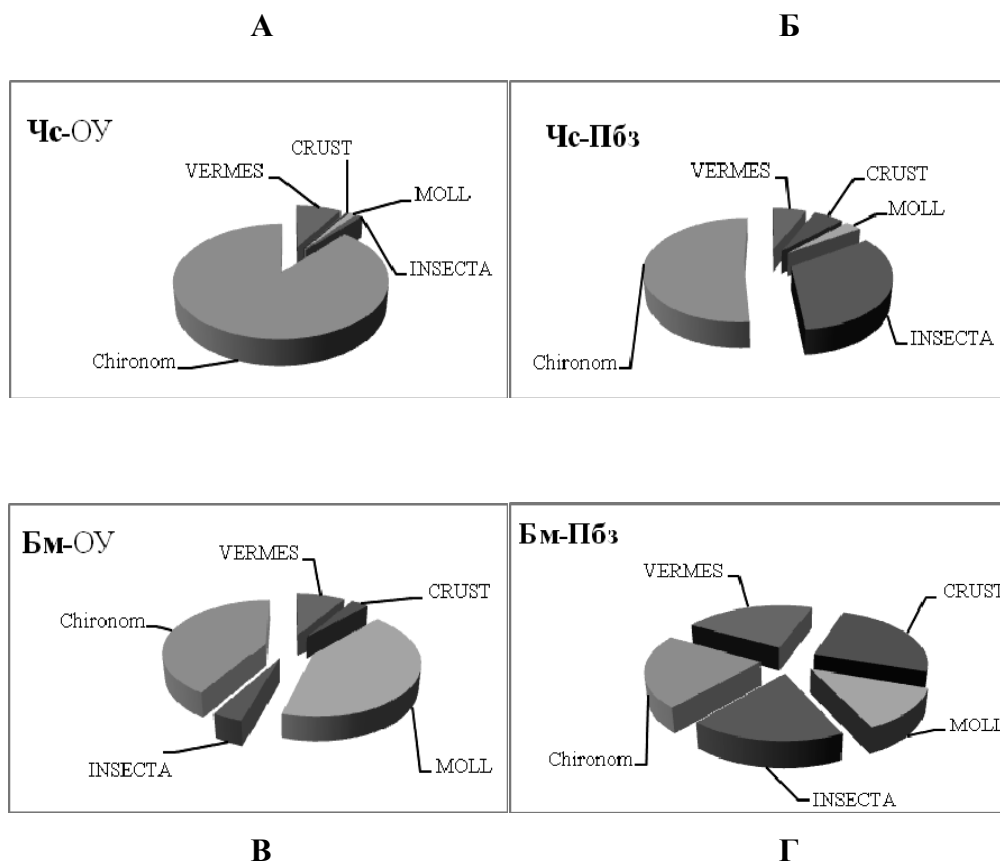 А
Б
Чс-ОУ
VERMES
CRUST
MOLL
INSECTA
Chironom
Чс-Пбз
VERMES
CRUST
MOLL
INSECTA
Chironom
Бм-ОУ
VERMES
CRUST
Chironom
INSECTA
MOLL
Бм-Пбз
VERMES
CRUST
MOLL
Chironom
INSECTA
В
Г